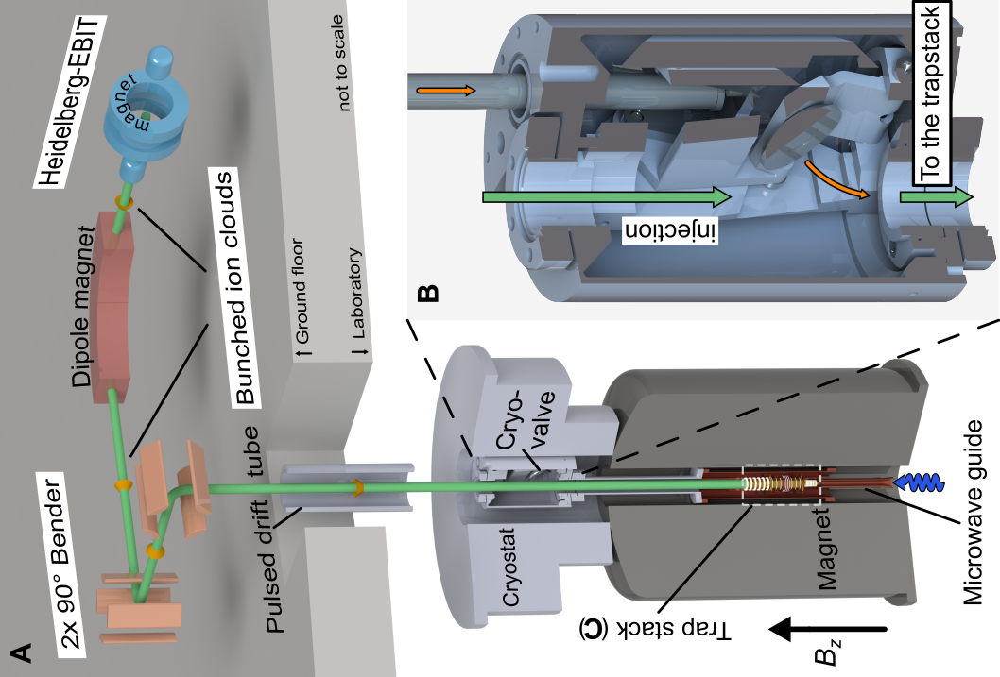 A
Heidelberg-EBIT
magnet
Dipole magnet
Bunched ion clouds
2x 90° Bender
Pulsed drift tube
↑ Ground floor
↓ Laboratory
not to scale
Cryostat
Cryo-
valve
Magnet
Trap stack (C)
Microwave guide
Bz
B
injection
To the trapstack